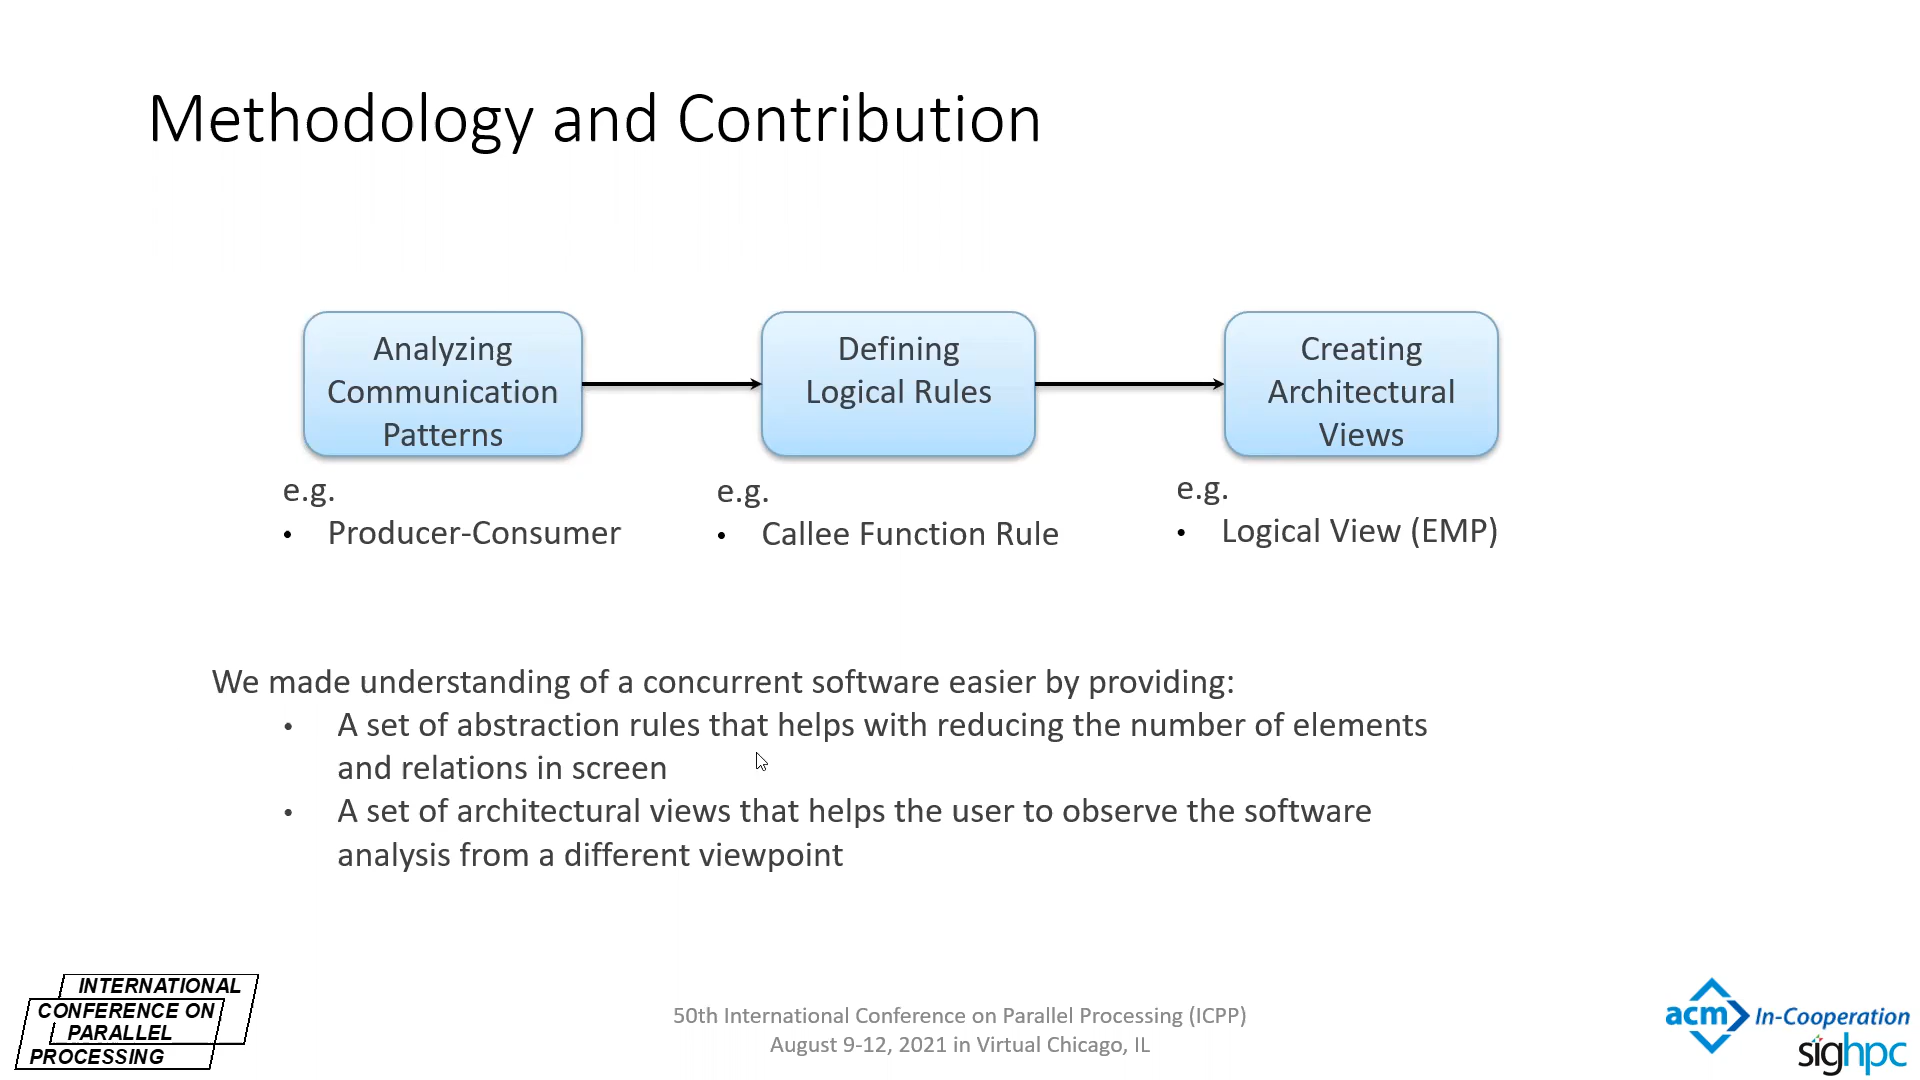 Methodology and Contribution
Analyzing
Communication
Patterns
Defining
Logical Rules
Creating
Architectural
Views
e.g.
• Producer-Consumer
e.g.
• Callee Function Rule
e.g.
• Logical View (EMP)
We made understanding of a concurrent software easier by providing:
• A set of abstraction rules that helps with reducing the number of elements
and relations in screen
• A set of architectural views that helps the user to observe the software
analysis from a different viewpoint
INTERNATIONAL
CONFERENCE ON
PARALLEL
PROCESSING
50th International Conference on Parallel Processing (ICPP)
August 9-12, 2021 in Virtual Chicago, IL
acm In-Cooperation
sighpc